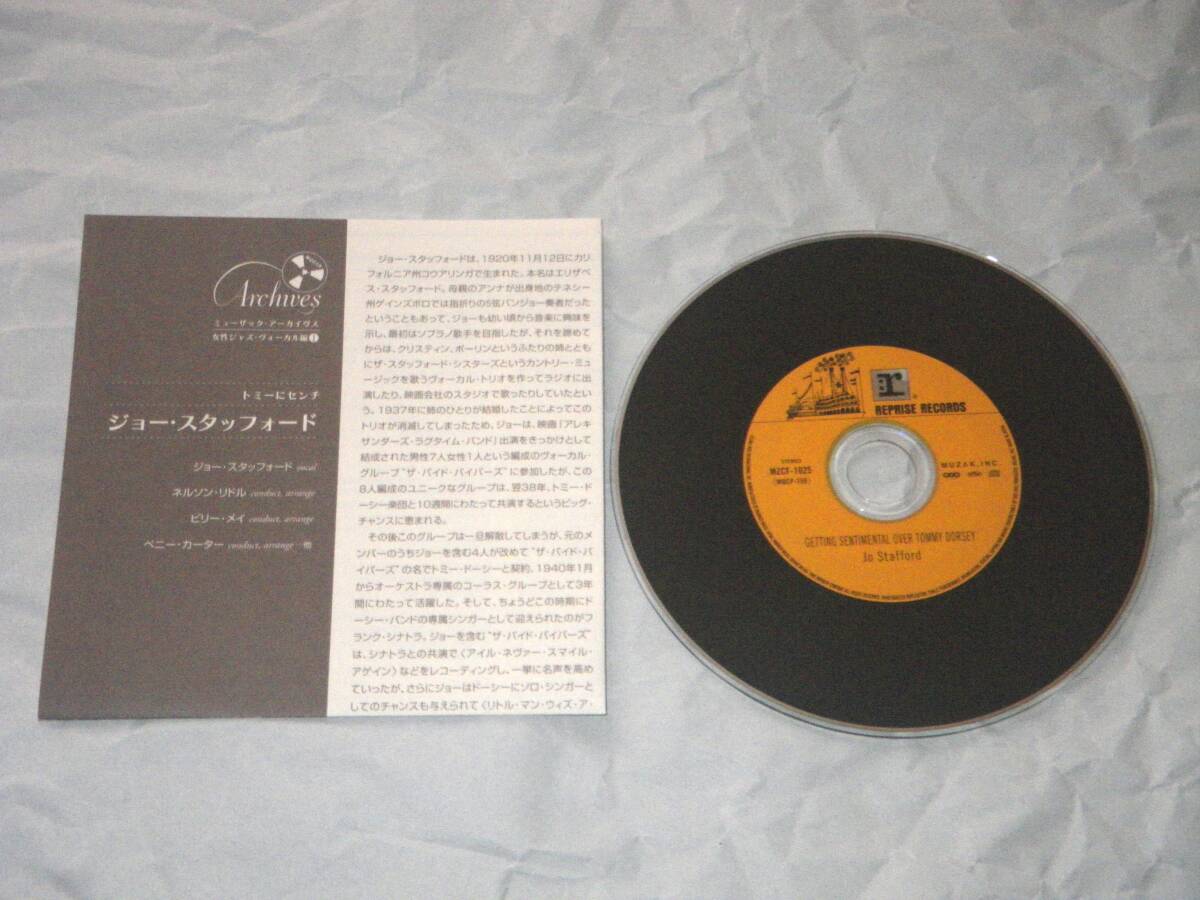 Archives
ミューザック・アーカイヴス
女性ジャズ・ヴォーカル編1
トミーにセンチ
ジョー・スタッフォード
ジョー・スタッフォード vocal
ネルソン・リドル conduct, arrange
ビリー・メイ conduct, arrange
ベニー・カーター conduct, arrange 他
ジョー・スタッフォードは、1920年11月12日にカリ
フォルニア州コウアリンガで生まれた。本名はエリザベ
ス・スタッフォード。母親のアンナが出身地のテネシー
州ゲインズボロでは指折りの5弦バンジョー奏者だった
ということもあって、ジョーも幼い頃から音楽に興味を
示し、最初はソプラノ歌手を目指したが、それを諦めて
からは、クリスティン、ポーリンというふたりの姉ととも
にザ・スタッフォード・シスターズというカントリー・ミュ
ージックを歌うヴォーカル・トリオを作ってラジオに出
演したり、映画会社のスタジオで歌ったりしていたとい
う。1937年に姉のひとりが結婚したことによってこの
トリオが消滅してしまったため、ジョーは、映画「アレキ
サンダーズ・ラグタイム・バンド」出演をきっかけとして
結成された男性7人女性1人という編成のヴォーカル・
グループ“ザ・パイド・パイパーズ”に参加したが、この
8人編成のユニークなグループは、翌38年、トミー・ド
ーシー楽団と10週間にわたって共演するというビッグ・
チャンスに恵まれる。
その後このグループは一旦解散してしまうが、元のメ
ンバーのうちジョーを含む4人が改めて“ザ・パイド・パ
イパーズ”の名でトミー・ドーシーと契約、1940年1月
からオーケストラ専属のコーラス・グループとして3年
間にわたって活躍した。そして、ちょうどこの時期にド
ーシー・バンドの専属シンガーとして迎えられたのがフ
ランク・シナトラ。ジョーを含む“ザ・パイド・パイパーズ”
は、シナトラとの共演で〈アイル・ネヴァー・スマイル・
アゲイン〉などをレコーディングし、一挙に名声を高め
ていったが、さらにジョーはドーシーにソロ・シンガーと
してのチャンスも与えられて〈リトル・マン・ウィズ・ア・
r
REPRISE RECORDS
STEREO
MZCF-1025
MUZAK, INC.
GETTING SENTIMENTAL OVER TOMMY DORSEY
Jo Stafford